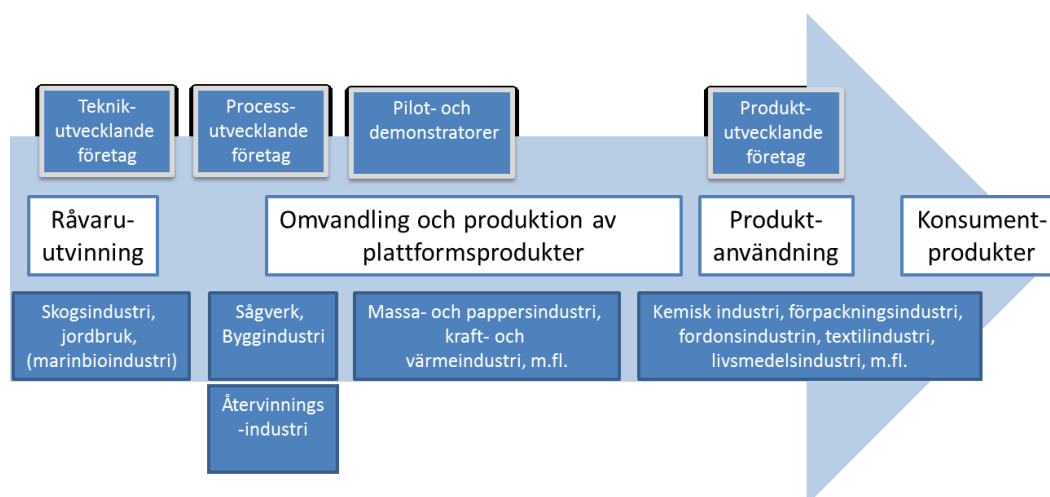 Teknik-
utvecklande
företag
Process-
utvecklande
företag
Pilot- och
demonstratorer
Produkt-
utvecklande
företag
Råvaru-
utvinning
Omvandling och produktion av
plattformsprodukter
Produkt-
användning
Konsument-
produkter
Skogsindustri,
jordbruk,
(marinbioindustri)
Sågverk,
Byggindustri
Massa- och pappersindustri,
kraft- och
värmeindustri, m.fl.
Kemisk industri, förpackningsindustri,
fordonsindustrin, textilindustri,
livsmedelsindustri, m.fl.
Återvinnings
-industri